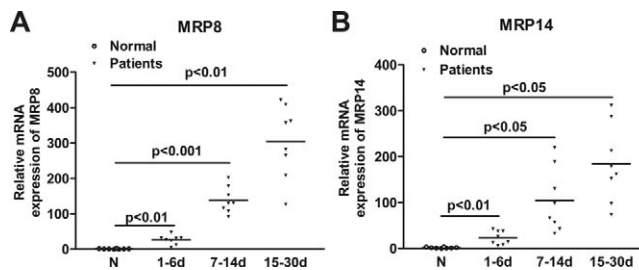 A
MRP8
Normal
Patients
Relative mRNA
expression of MRP8
500
400
300
200
100
0
p<0.01
p<0.001
p<0.01
N
1-6d
7-14d
15-30d
B
MRP14
Normal
Patients
Relative mRNA
expression of MRP14
400
300
200
100
0
p<0.05
p<0.05
p<0.01
N
1-6d
7-14d
15-30d